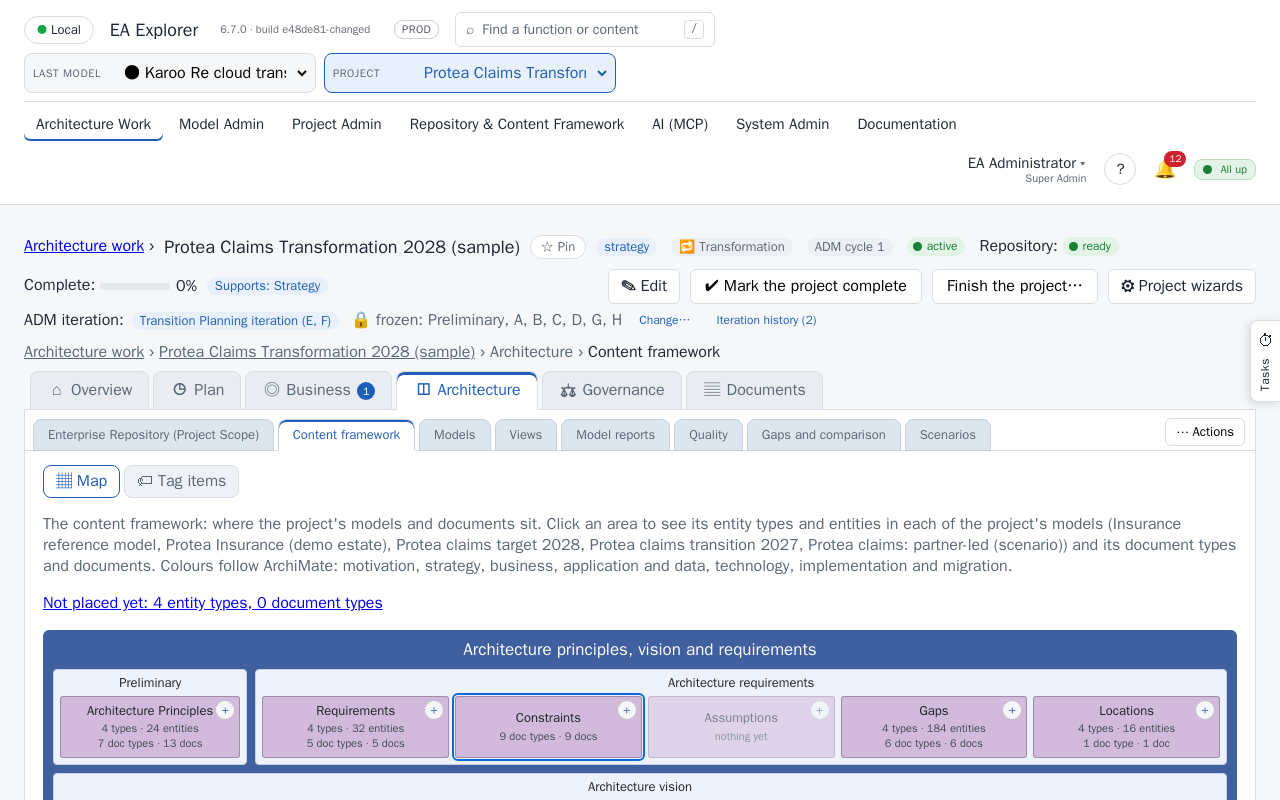 Local
EA Explorer
6.7.0 · build e48de81-changed
PROD
Find a function or content
/
LAST MODEL
Karoo Re cloud trans
PROJECT
Protea Claims Transfor
Architecture Work
Model Admin
Project Admin
Repository & Content Framework
AI (MCP)
System Admin
Documentation
EA Administrator ▾
Super Admin
?
12
All up
Architecture work › Protea Claims Transformation 2028 (sample)
☆ Pin
strategy
🔁 Transformation
ADM cycle 1
active
Repository:
ready
Complete:
0%
Supports: Strategy
✎ Edit
✔ Mark the project complete
Finish the project⋯
⚙ Project wizards
ADM iteration:
Transition Planning iteration (E, F)
🔒 frozen: Preliminary, A, B, C, D, G, H
Change⋯
Iteration history (2)
Tasks
Architecture work › Protea Claims Transformation 2028 (sample) › Architecture › Content framework
Overview
Plan
Business 1
Architecture
Governance
Documents
Enterprise Repository (Project Scope)
Content framework
Models
Views
Model reports
Quality
Gaps and comparison
Scenarios
⋯ Actions
Map
Tag items
The content framework: where the project's models and documents sit. Click an area to see its entity types and entities in each of the project's models (Insurance
reference model, Protea Insurance (demo estate), Protea claims target 2028, Protea claims transition 2027, Protea claims: partner-led (scenario)) and its document types
and documents. Colours follow ArchiMate: motivation, strategy, business, application and data, technology, implementation and migration.
Not placed yet: 4 entity types, 0 document types
Architecture principles, vision and requirements
Preliminary
Architecture Principles
+
4 types · 24 entities
7 doc types · 13 docs
Architecture requirements
Requirements
+
4 types · 32 entities
5 doc types · 5 docs
Constraints
+
9 doc types · 9 docs
Assumptions
+
nothing yet
Gaps
+
4 types · 184 entities
6 doc types · 6 docs
Locations
+
4 types · 16 entities
1 doc type · 1 doc
Architecture vision